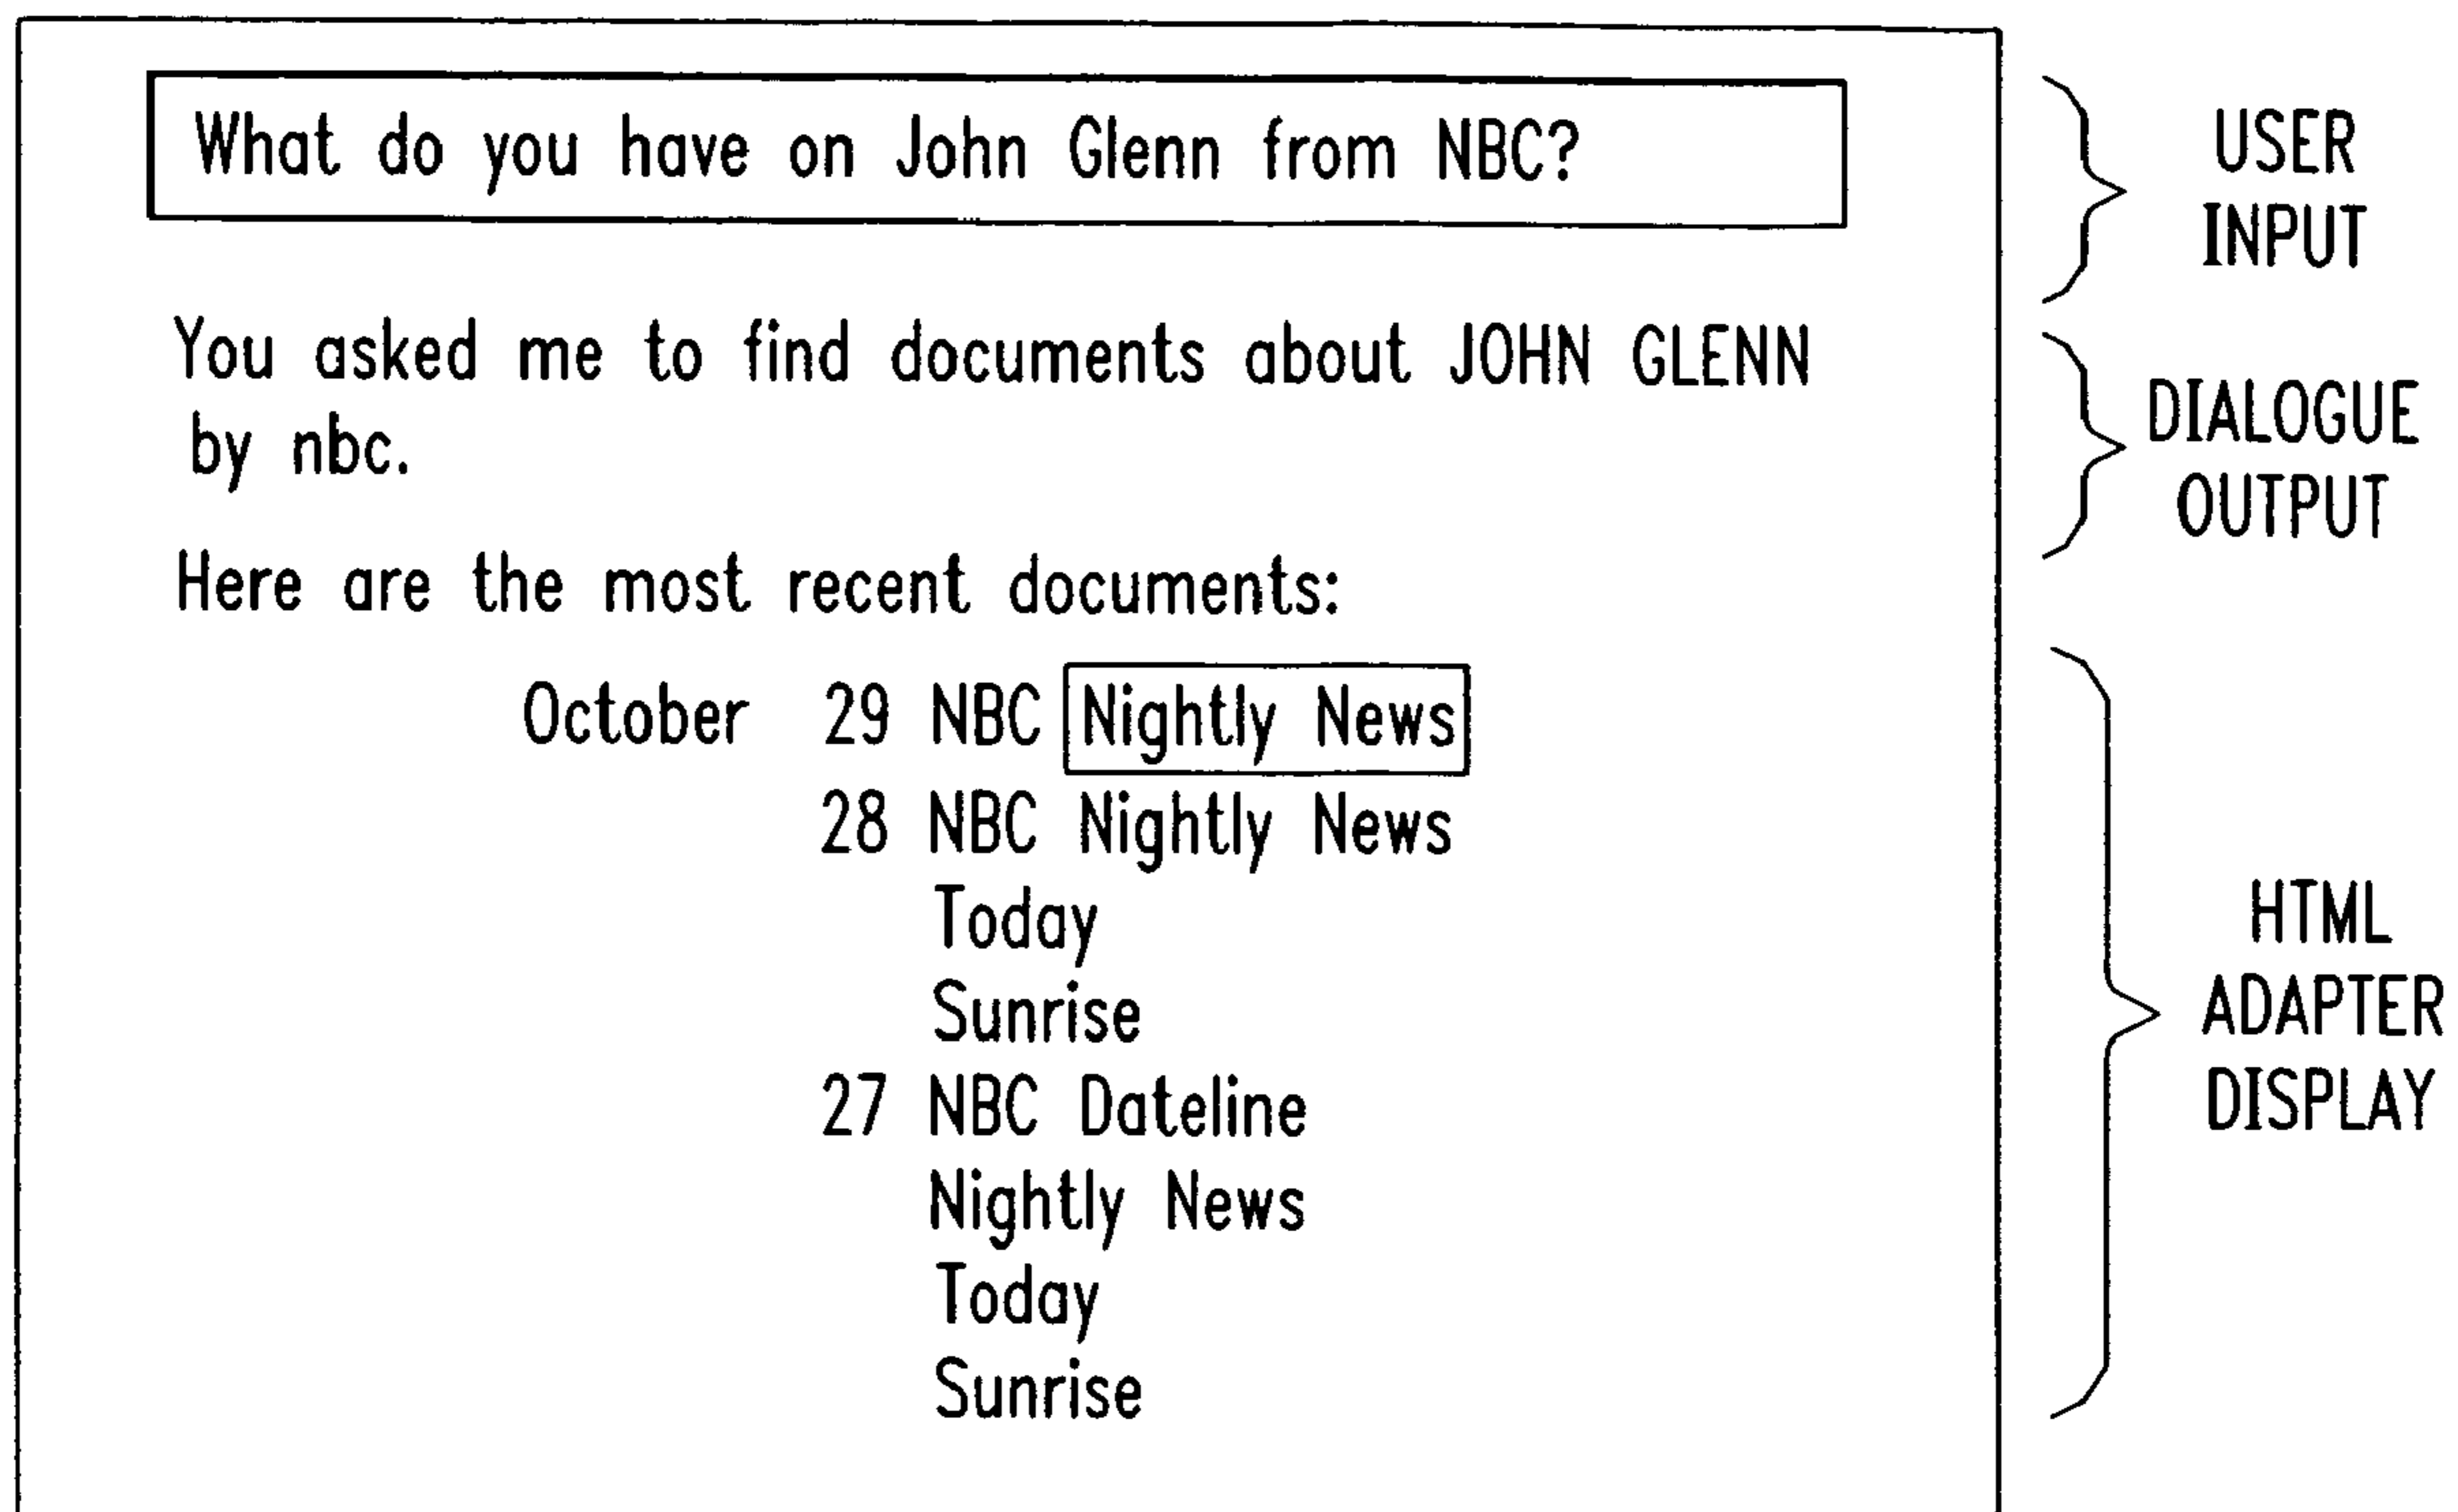 What do you have on John Glenn from NBC?
USER
INPUT
You asked me to find documents about JOHN GLENN
by nbc.
DIALOGUE
OUTPUT
Here are the most recent documents:
October 29 NBC Nightly News
28 NBC Nightly News
Today
Sunrise
27 NBC Dateline
Nightly News
Today
Sunrise
HTML
ADAPTER
DISPLAY